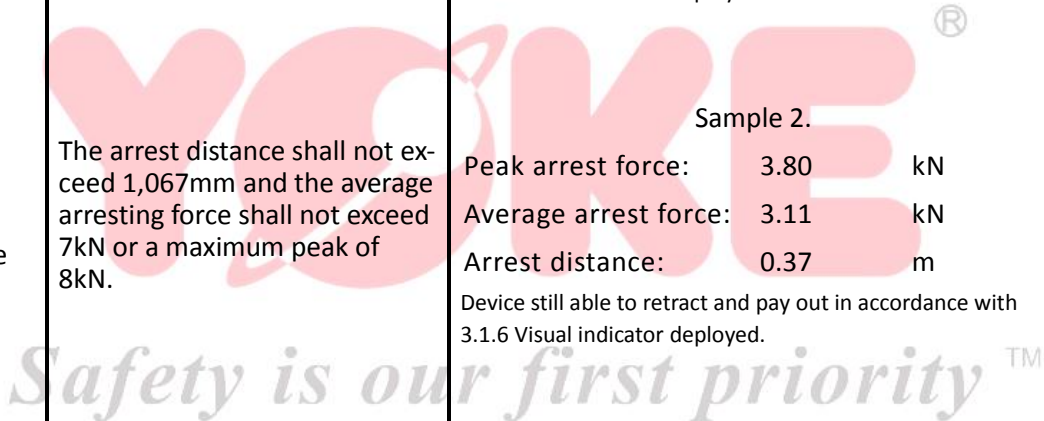 YOKE®
Sample 2.
The arrest distance shall not ex-
ceed 1,067mm and the average
arresting force shall not exceed
7kN or a maximum peak of
8kN.
Peak arrest force: 3.80 kN
Average arrest force: 3.11 kN
Arrest distance: 0.37 m
Device still able to retract and pay out in accordance with
3.1.6 Visual indicator deployed.
Safety is our first priority ™